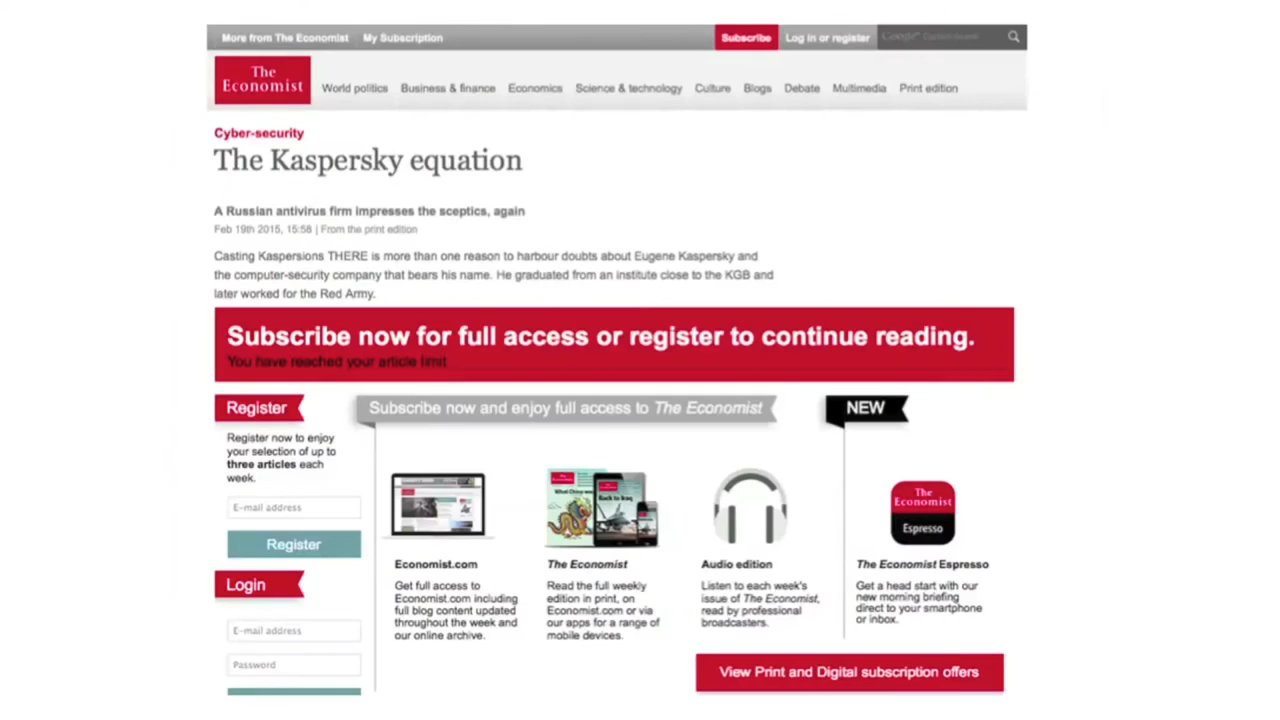 More from The Economist My Subscription Subscribe Log in or register
The
Economist
World politics Business & finance Economics Science & technology Culture Blogs Debate Multimedia Print edition
Cyber-security
The Kaspersky equation
A Russian antivirus firm impresses the sceptics, again
Feb 19th 2015, 15:58 | From the print edition
Casting Kaspersions THERE is more than one reason to harbour doubts about Eugene Kaspersky and
the computer-security company that bears his name. He graduated from an institute close to the KGB and
later worked for the Red Army.
Subscribe now for full access or register to continue reading.
You have reached your article limit
Register
Register now to enjoy
your selection of up to
three articles each
week.
E-mail address
Register
Login
E-mail address
Password
Subscribe now and enjoy full access to The Economist
Economist.com
Get full access to
Economist.com including
full blog content updated
throughout the week and
our online archive.
Back to Iraq
The Economist
Read the full weekly
edition in print, on
Economist.com or via
our apps for a range of
mobile devices.
Audio edition
Listen to each week's
issue of The Economist,
read by professional
broadcasters.
NEW
The
Economist
Espresso
The Economist Espresso
Get a head start with our
new morning briefing
direct to your smartphone
or inbox.
View Print and Digital subscription offers